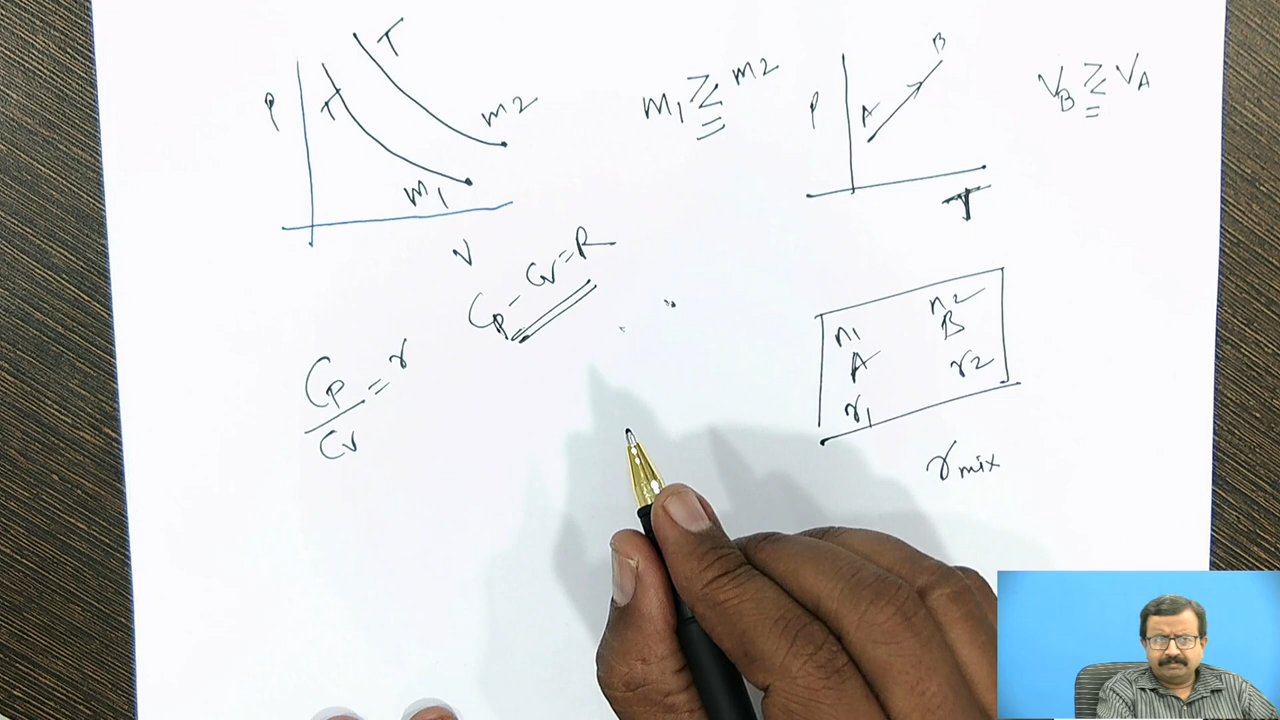 P
T
T
m1
m2
V
m1 ≷= m2
P
A
B
T
VB ≷= VA
CP - CV = R
CP/CV = γ
n1
A
γ1
n2
B
γ2
γmix